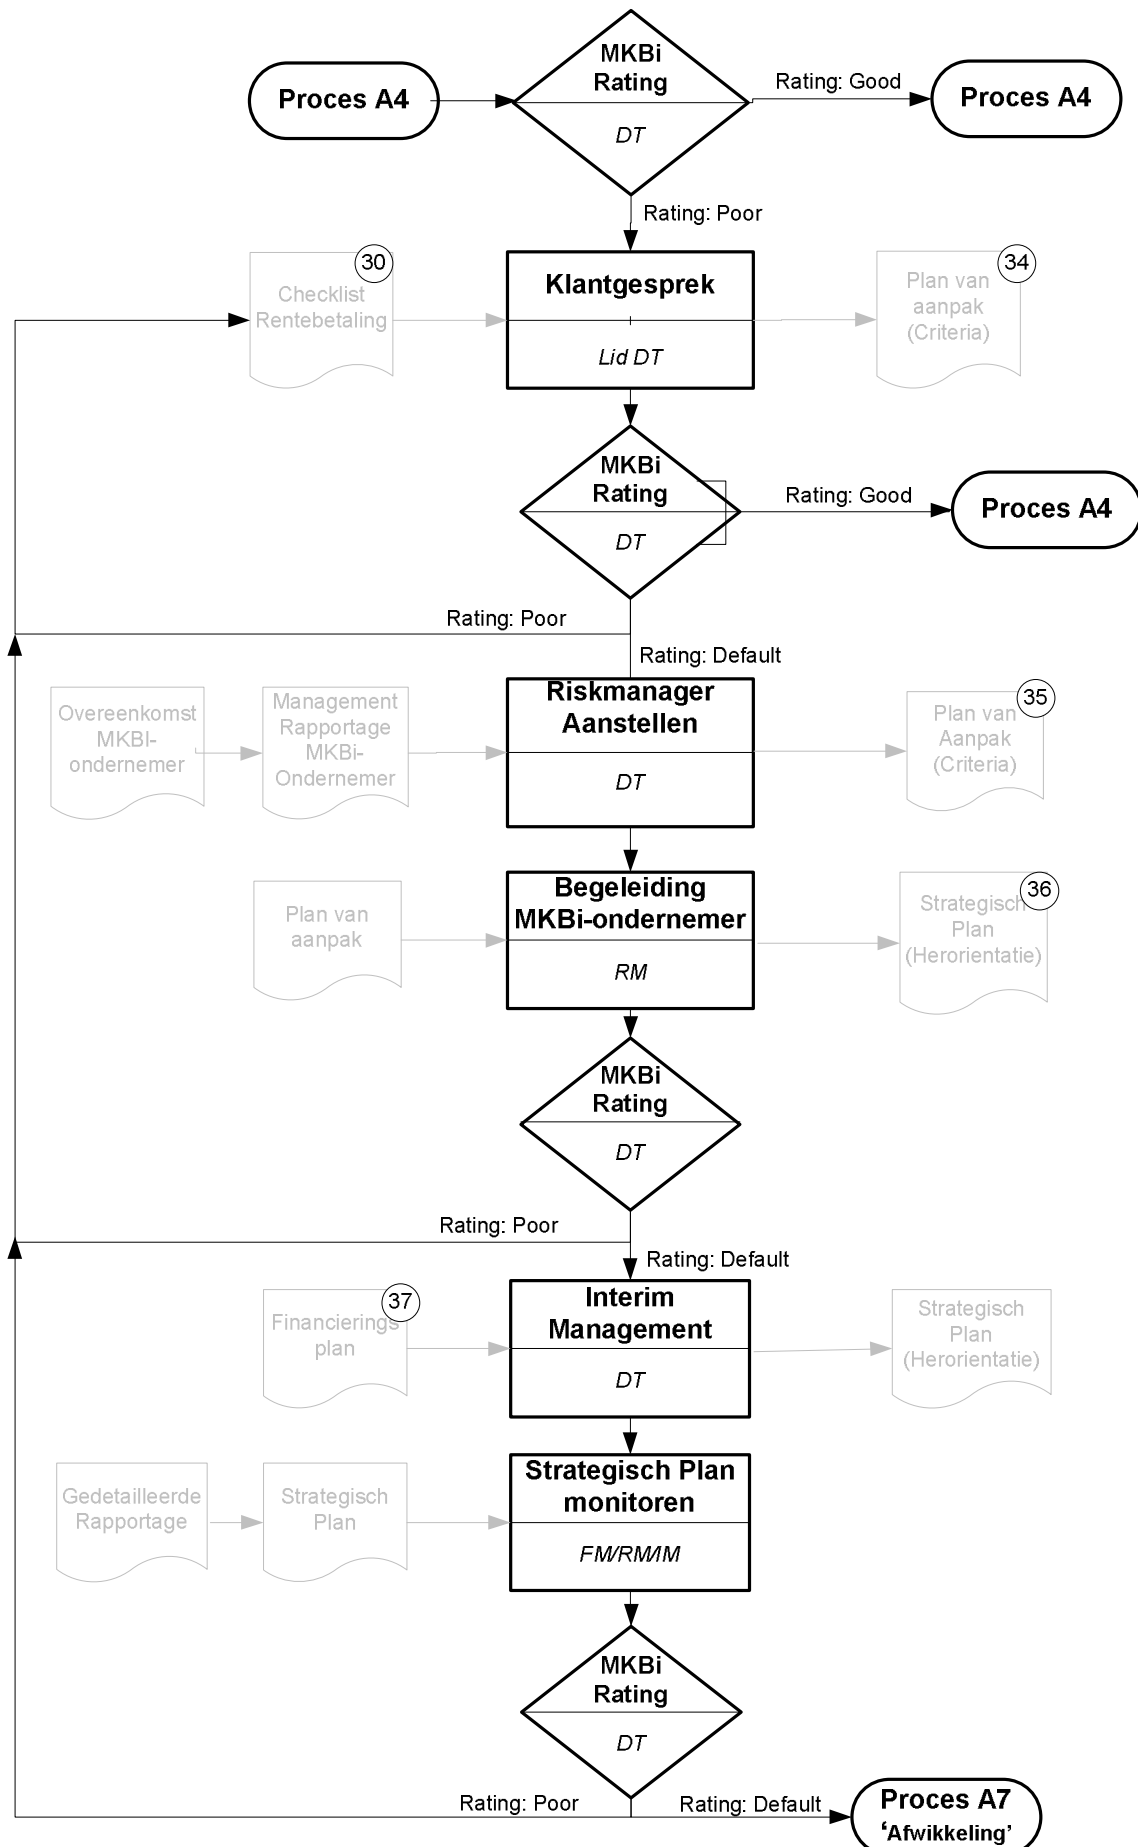 MKBi
Rating
DT
Proces A4
Rating: Good
Proces A4
Rating: Poor
30
Checklist
Rentebetaling
Klantgesprek
Lid DT
34
Plan van
aanpak
(Criteria)
MKBi
Rating
DT
Rating: Good
Proces A4
Rating: Poor
Rating: Default
Overeenkomst
MKBI-
ondernemer
Management
Rapportage
MKBi-
Ondernemer
Riskmanager
Aanstellen
DT
35
Plan van
Aanpak
(Criteria)
Plan van
aanpak
Begeleiding
MKBi-ondernemer
RM
36
Strategisch
Plan
(Herorientatie)
MKBi
Rating
DT
Rating: Poor
Rating: Default
37
Financierings
plan
Interim
Management
DT
Strategisch
Plan
(Herorientatie)
Gedetailleerde
Rapportage
Strategisch
Plan
Strategisch Plan
monitoren
FM/RM/IM
MKBi
Rating
DT
Rating: Poor
Rating: Default
Proces A7
‘Afwikkeling’